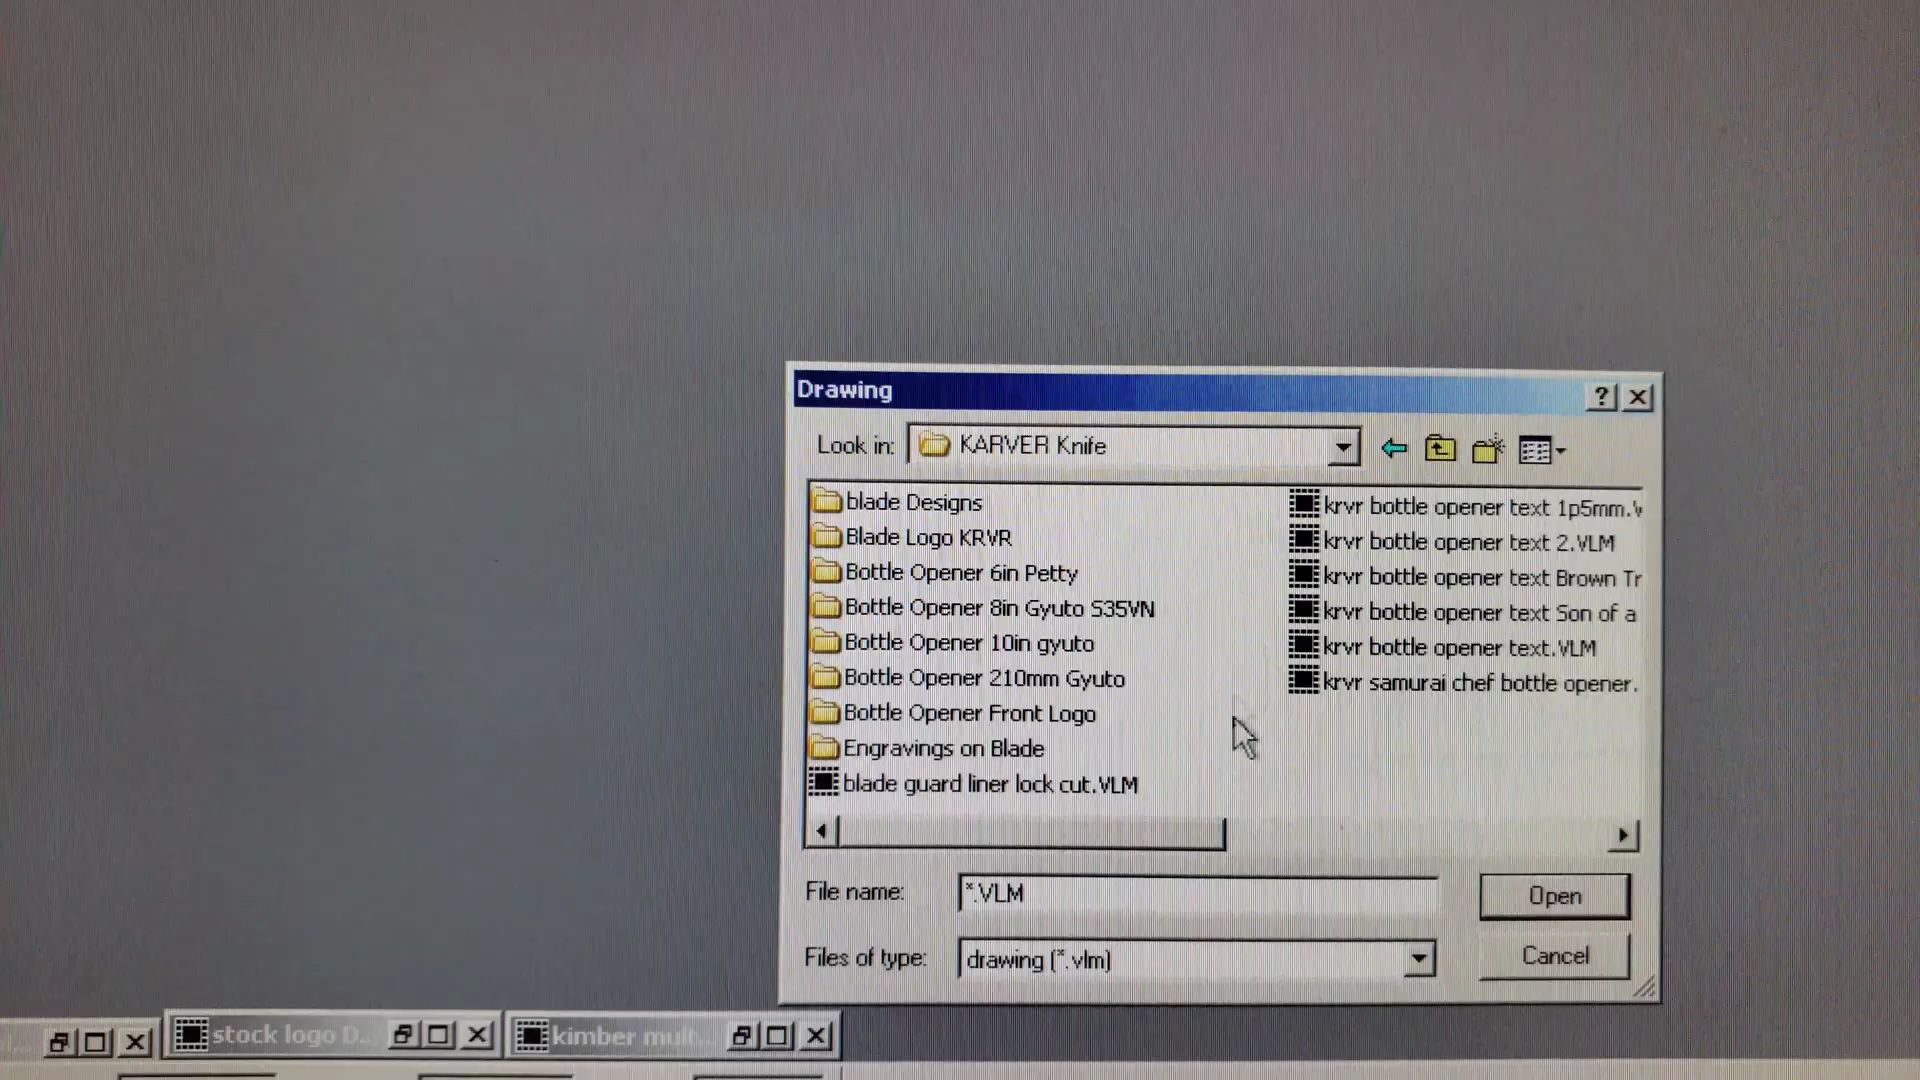 Drawing
Look in: KARVER Knife
blade Designs
Blade Logo KRVR
Bottle Opener 6in Petty
Bottle Opener 8in Gyuto S35VN
Bottle Opener 10in gyuto
Bottle Opener 210mm Gyuto
Bottle Opener Front Logo
Engravings on Blade
blade guard liner lock cut.VLM
krvr bottle opener text 1p5mm.V
krvr bottle opener text 2.VLM
krvr bottle opener text Brown Tr
krvr bottle opener text Son of a
krvr bottle opener text.VLM
krvr samurai chef bottle opener.
File name: *.VLM
Open
Files of type: drawing (*.vlm)
Cancel
stock logo D...
kimber mult...